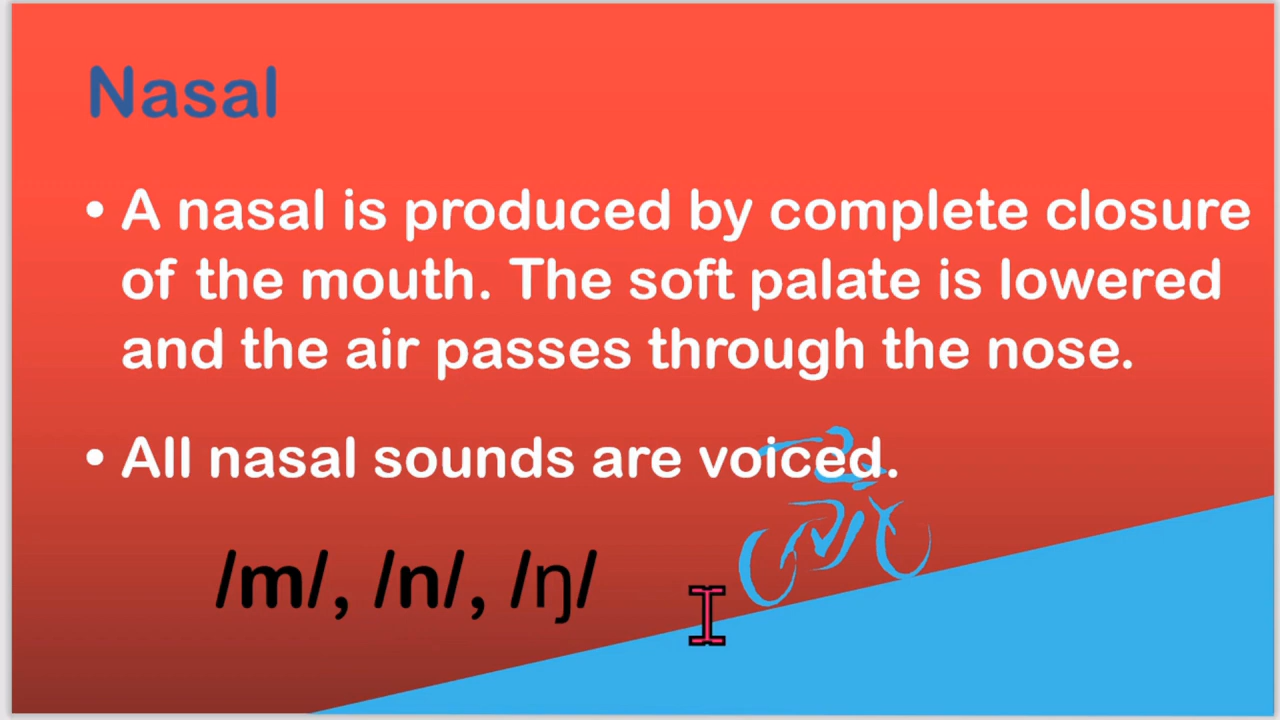 Nasal
• A nasal is produced by complete closure
of the mouth. The soft palate is lowered
and the air passes through the nose.
• All nasal sounds are voiced.
/m/, /n/, /ŋ/